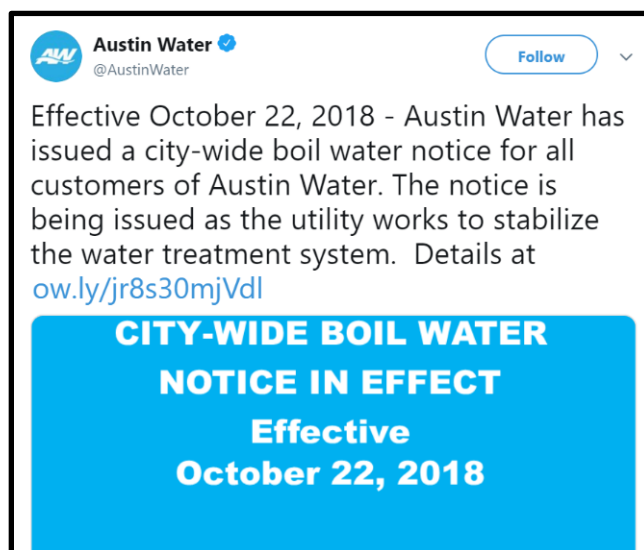 AW
Austin Water
@AustinWater
Follow
Effective October 22, 2018 - Austin Water has
issued a city-wide boil water notice for all
customers of Austin Water. The notice is
being issued as the utility works to stabilize
the water treatment system.  Details at
ow.ly/jr8s30mjVdl
CITY-WIDE BOIL WATER
NOTICE IN EFFECT
Effective
October 22, 2018